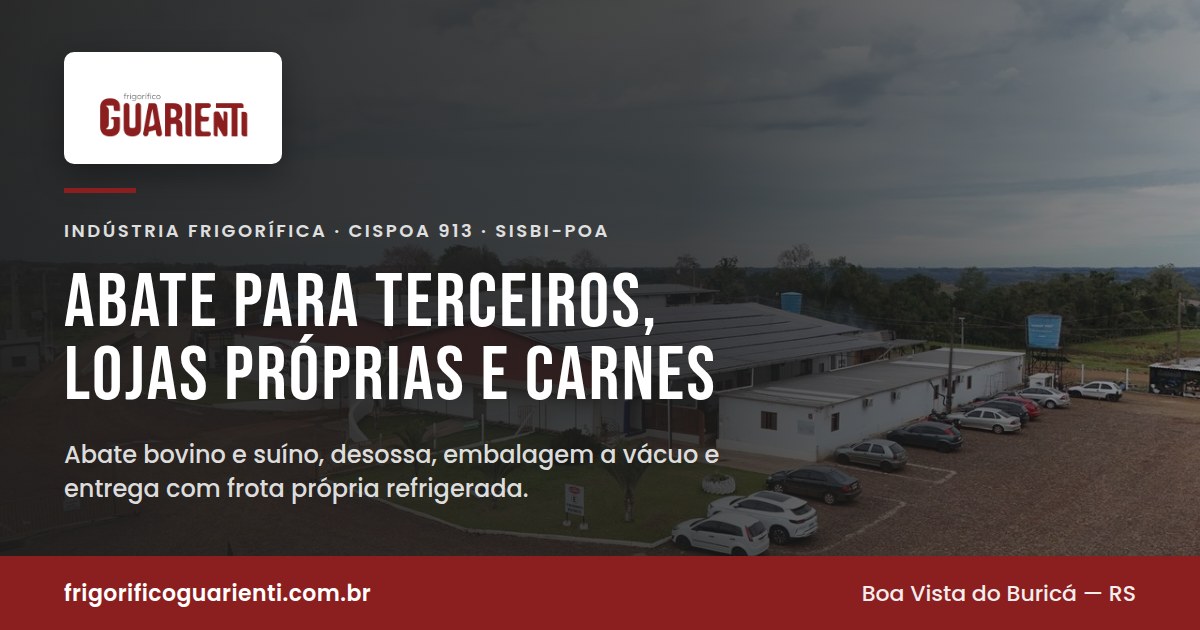 frigorífico
GUARIENTI
INDÚSTRIA FRIGORÍFICA · CISPOA 913 · SISBI-POA
ABATE PARA TERCEIROS,
LOJAS PRÓPRIAS E CARNES
Abate bovino e suíno, desossa, embalagem a vácuo e
entrega com frota própria refrigerada.
frigorificoguarienti.com.br
Boa Vista do Buricá — RS